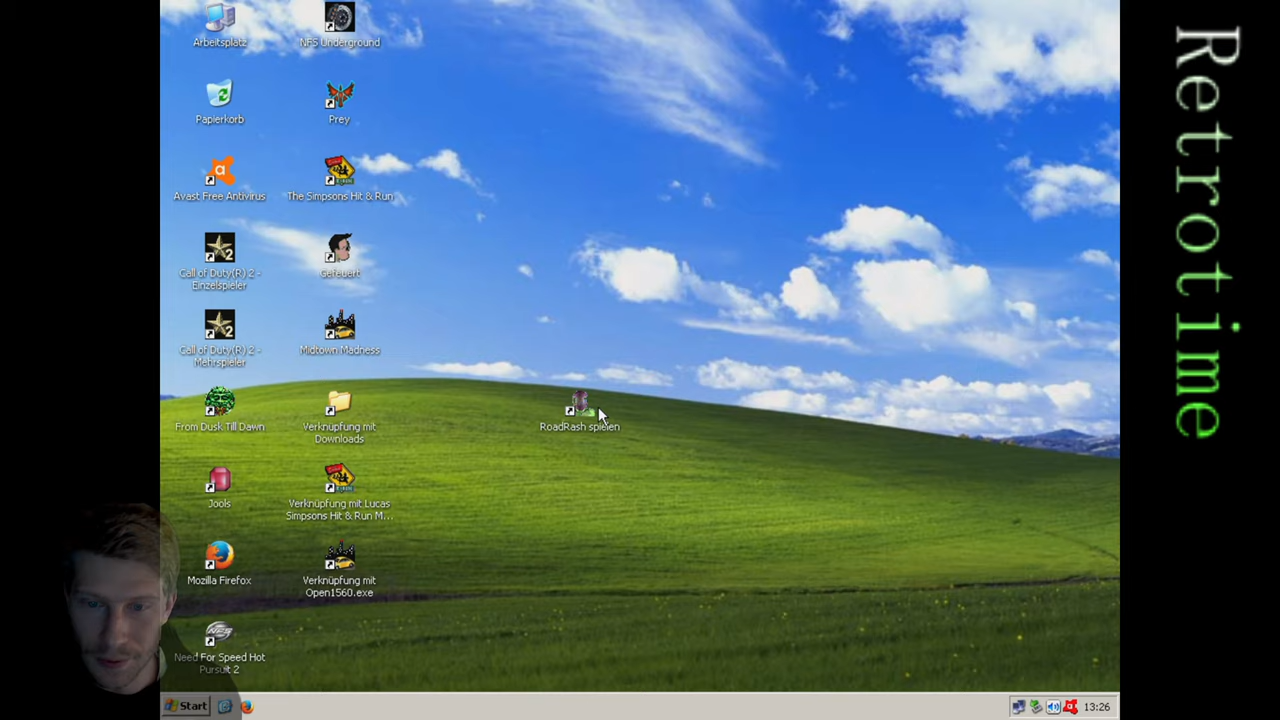 Arbeitsplatz
NFS Underground
Papierkorb
Prey
Avast Free Antivirus
The Simpsons Hit & Run
Call of Duty(R) 2 -
Einzelspieler
Gefeuert
Call of Duty(R) 2 -
Mehrspieler
Midtown Madness
From Dusk Till Dawn
Verknüpfung mit
Downloads
RoadRash spielen
Jools
Verknüpfung mit Lucas
Simpsons Hit & Run M...
Mozilla Firefox
Verknüpfung mit
Open1560.exe
Need For Speed Hot
Pursuit 2
Start
13:26
Retrotime